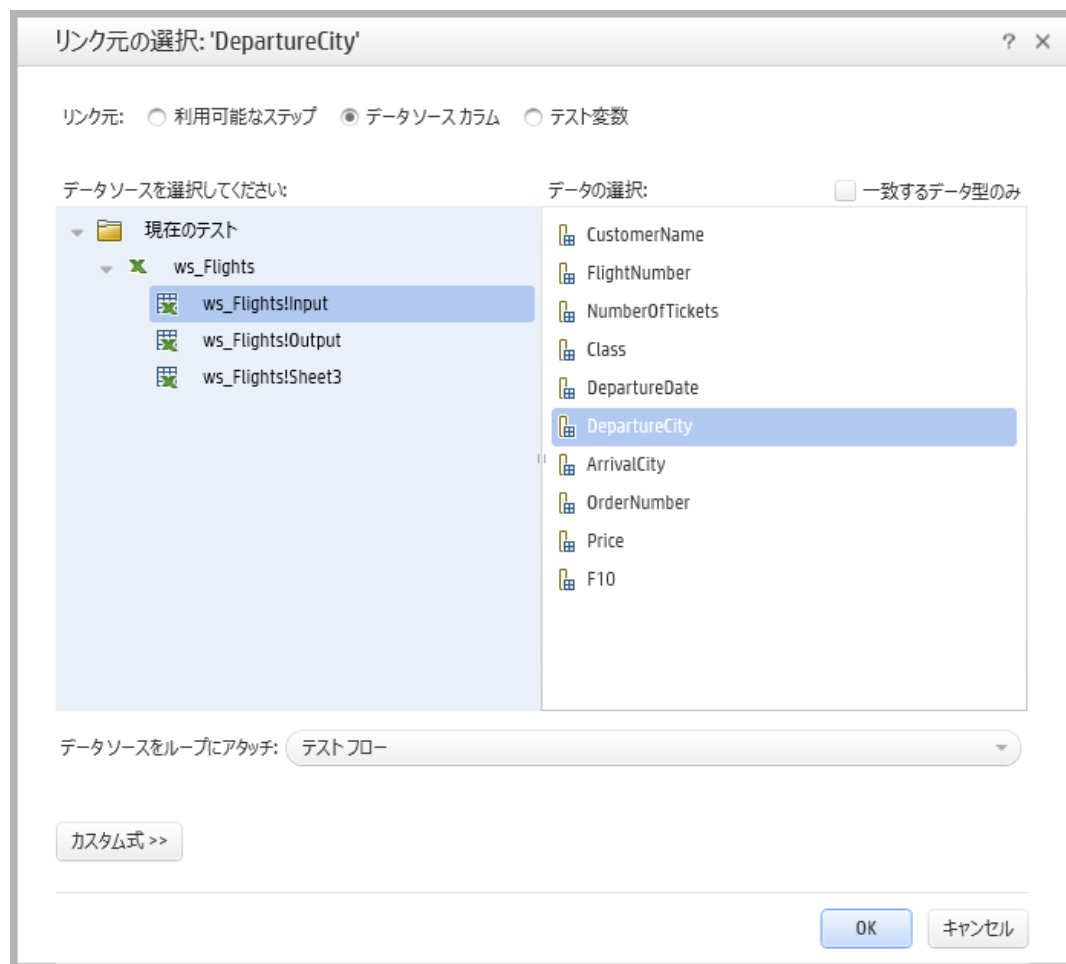 リンク元の選択: 'DepartureCity' ? ×
リンク元: 利用可能なステップ データソース カラム テスト変数
データソースを選択してください: データの選択: 一致するデータ型のみ
現在のテスト
ws_Flights
ws_Flights!Input
ws_Flights!Output
ws_Flights!Sheet3
CustomerName
FlightNumber
NumberOfTickets
Class
DepartureDate
DepartureCity
ArrivalCity
OrderNumber
Price
F10
データソースをループにアタッチ: テスト フロー
カスタム式 >>
OK キャンセル